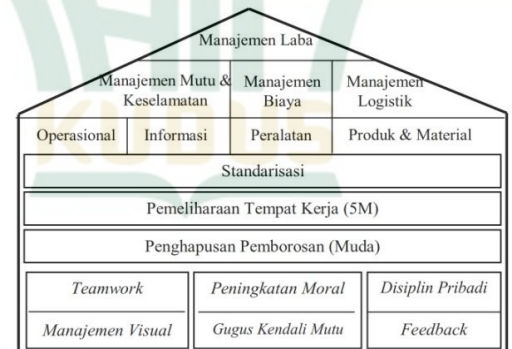 Manajemen Laba
Manajemen Mutu & Keselamatan
Manajemen Biaya
Manajemen Logistik
Operasional
Informasi
Peralatan
Produk & Material
Standarisasi
Pemeliharaan Tempat Kerja (5M)
Penghapusan Pemborosan (Muda)
Teamwork
Peningkatan Moral
Disiplin Pribadi
Manajemen Visual
Gugus Kendali Mutu
Feedback
KUDUS